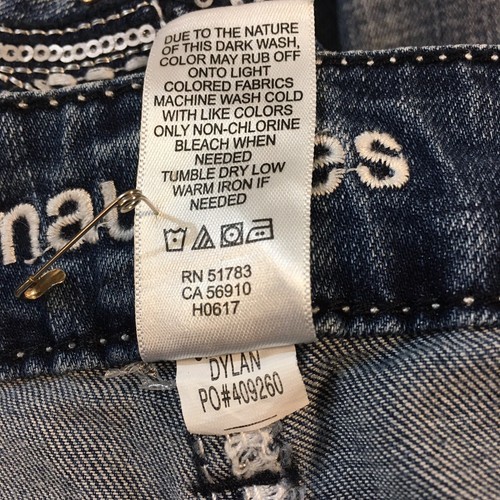 DUE TO THE NATURE
OF THIS DARK WASH,
COLOR MAY RUB OFF
ONTO LIGHT
COLORED FABRICS
MACHINE WASH COLD
WITH LIKE COLORS
ONLY NON-CHLORINE
BLEACH WHEN
NEEDED
TUMBLE DRY LOW
WARM IRON IF
NEEDED
RN 51783
CA 56910
H0617
DYLAN
PO#409260